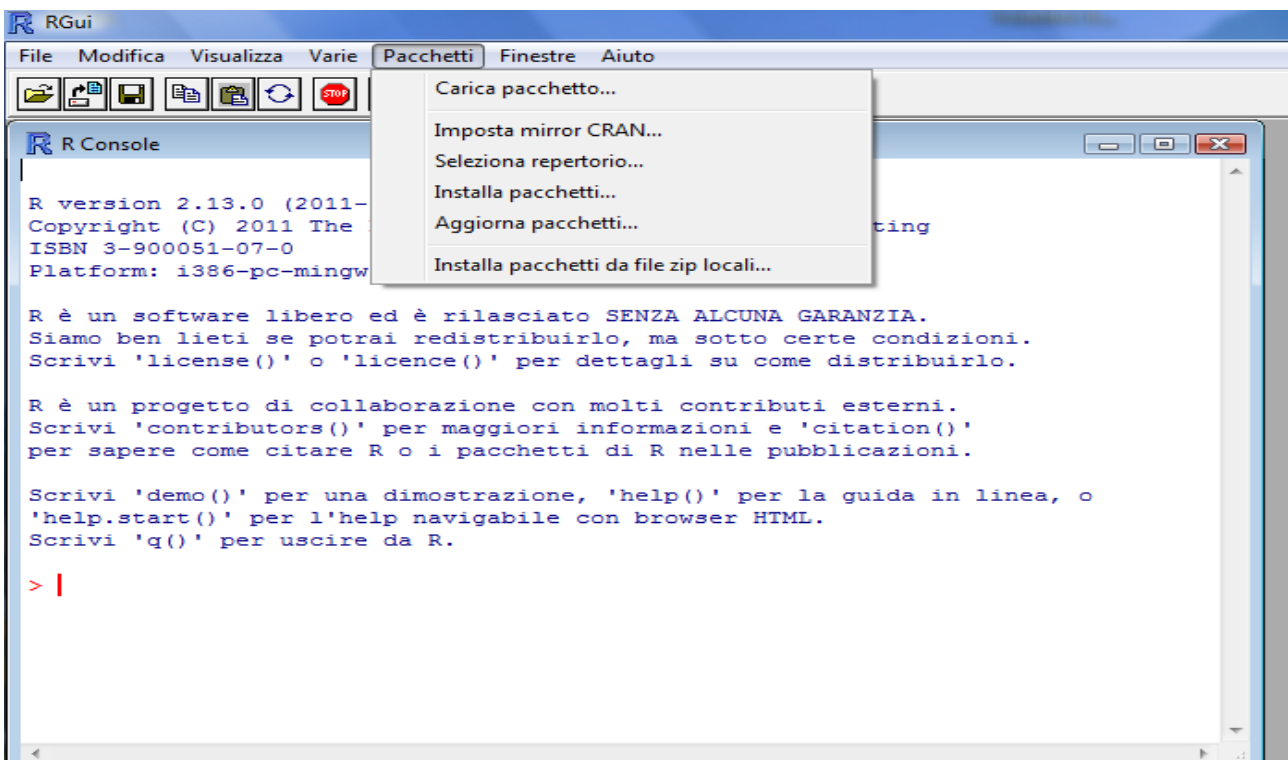 RGui
File Modifica Visualizza Varie Pacchetti Finestre Aiuto
STOP
Carica pacchetto...
Imposta mirror CRAN...
Seleziona repertorio...
Installa pacchetti...
Aggiorna pacchetti...
Installa pacchetti da file zip locali...
R Console
R version 2.13.0 (2011-
Copyright (C) 2011 The ting
ISBN 3-900051-07-0
Platform: i386-pc-mingw
R è un software libero ed è rilasciato SENZA ALCUNA GARANZIA.
Siamo ben lieti se potrai redistribuirlo, ma sotto certe condizioni.
Scrivi 'license()' o 'licence()' per dettagli su come distribuirlo.
R è un progetto di collaborazione con molti contributi esterni.
Scrivi 'contributors()' per maggiori informazioni e 'citation()'
per sapere come citare R o i pacchetti di R nelle pubblicazioni.
Scrivi 'demo()' per una dimostrazione, 'help()' per la guida in linea, o
'help.start()' per l'help navigabile con browser HTML.
Scrivi 'q()' per uscire da R.
>